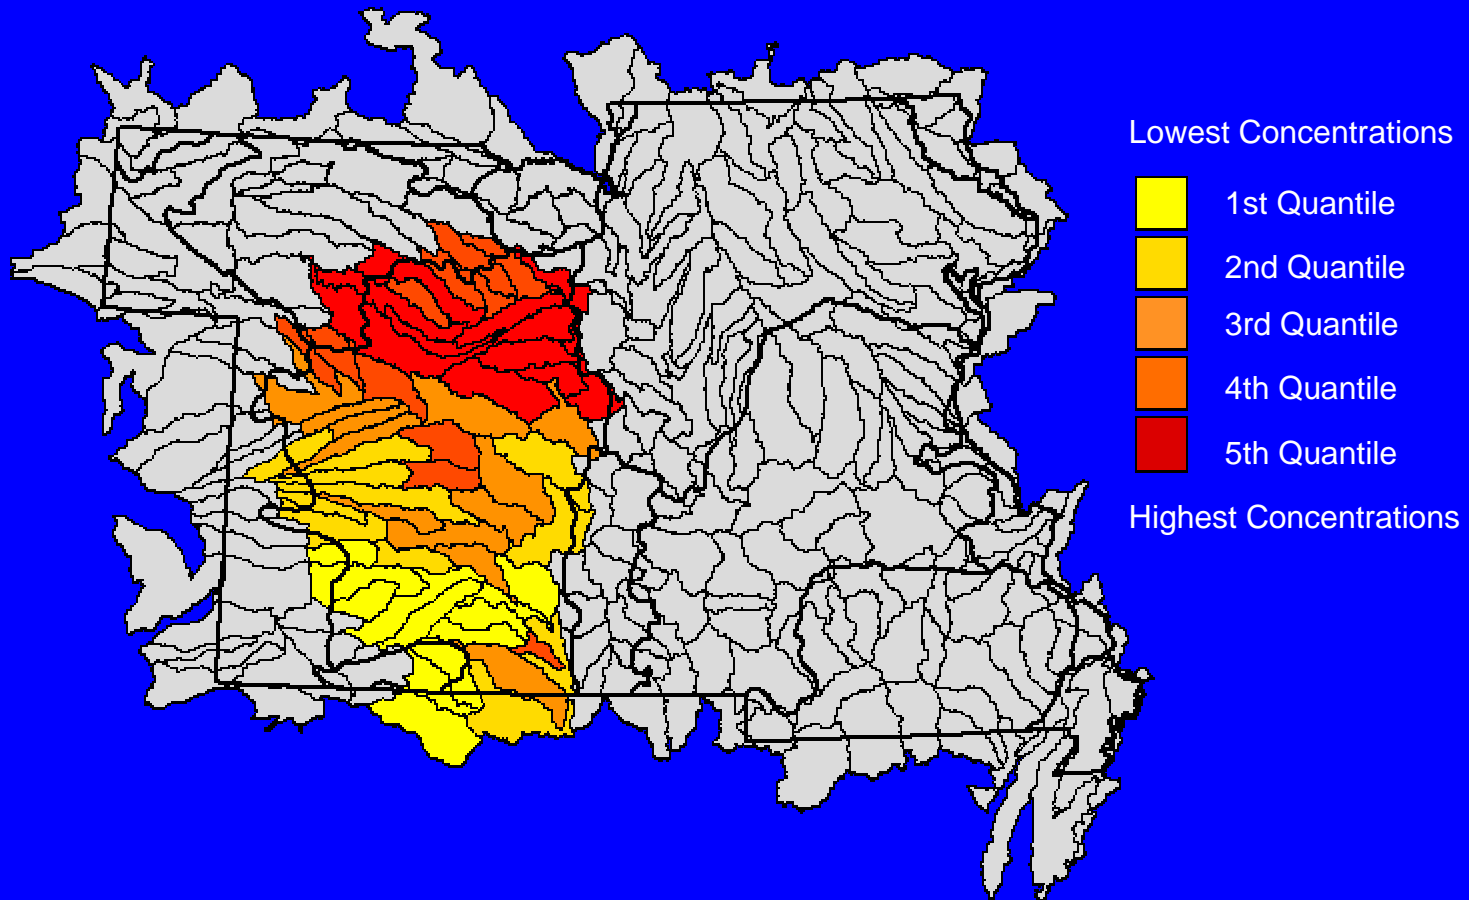 Lowest Concentrations
1st Quantile
2nd Quantile
3rd Quantile
4th Quantile
5th Quantile
Highest Concentrations